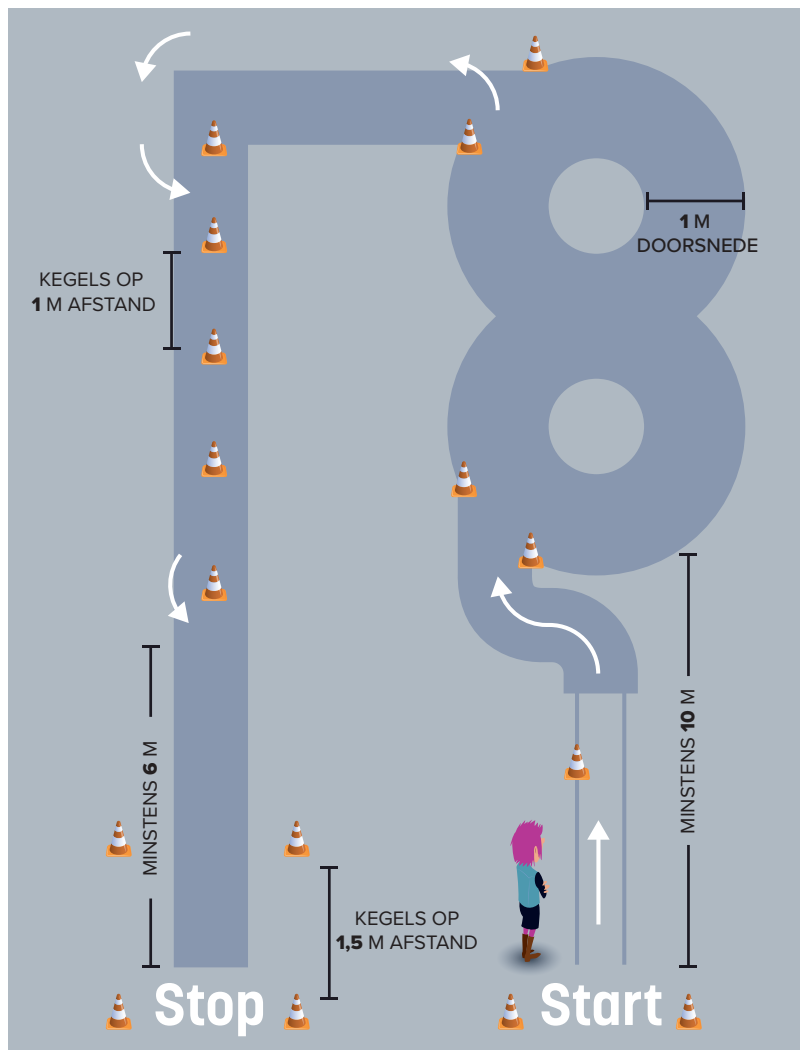 1 M
DOORSNEDE
KEGELS OP
1 M AFSTAND
MINSTENS 6 M
MINSTENS 10 M
KEGELS OP
1,5 M AFSTAND
Stop
Start